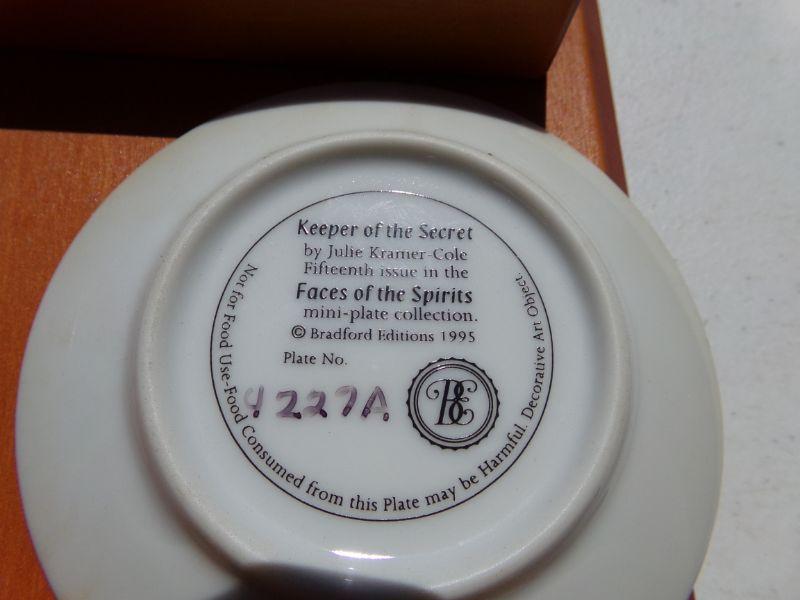 Keeper of the Secret
by Julie Kramer-Cole
Fifteenth issue in the
Faces of the Spirits
mini-plate collection.
© Bradford Editions 1995
Plate No.
4227A
BE
Not for Food Use-Food Consumed from this Plate may be Harmful. Decorative Art Object.